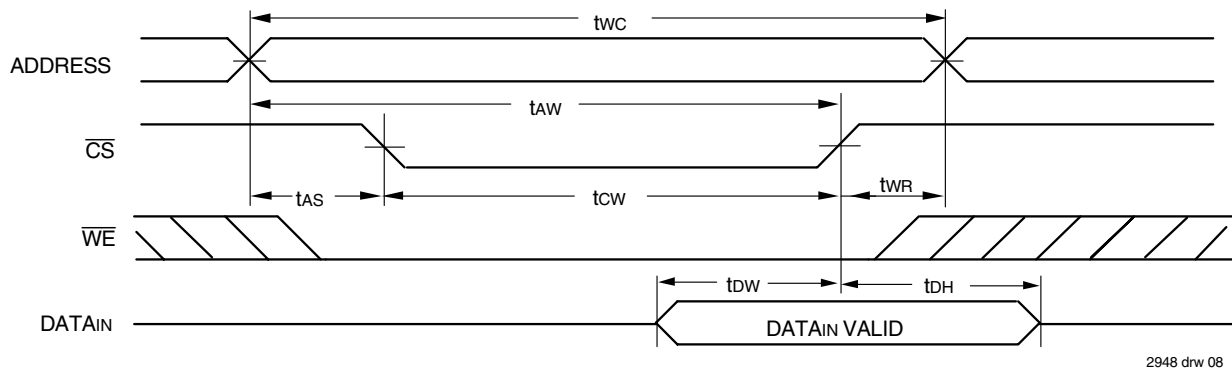 tWC
ADDRESS
tAW
CS
tAS
tCW
tWR
WE
tDW
tDH
DATAIN
DATAIN VALID
2948 drw 08